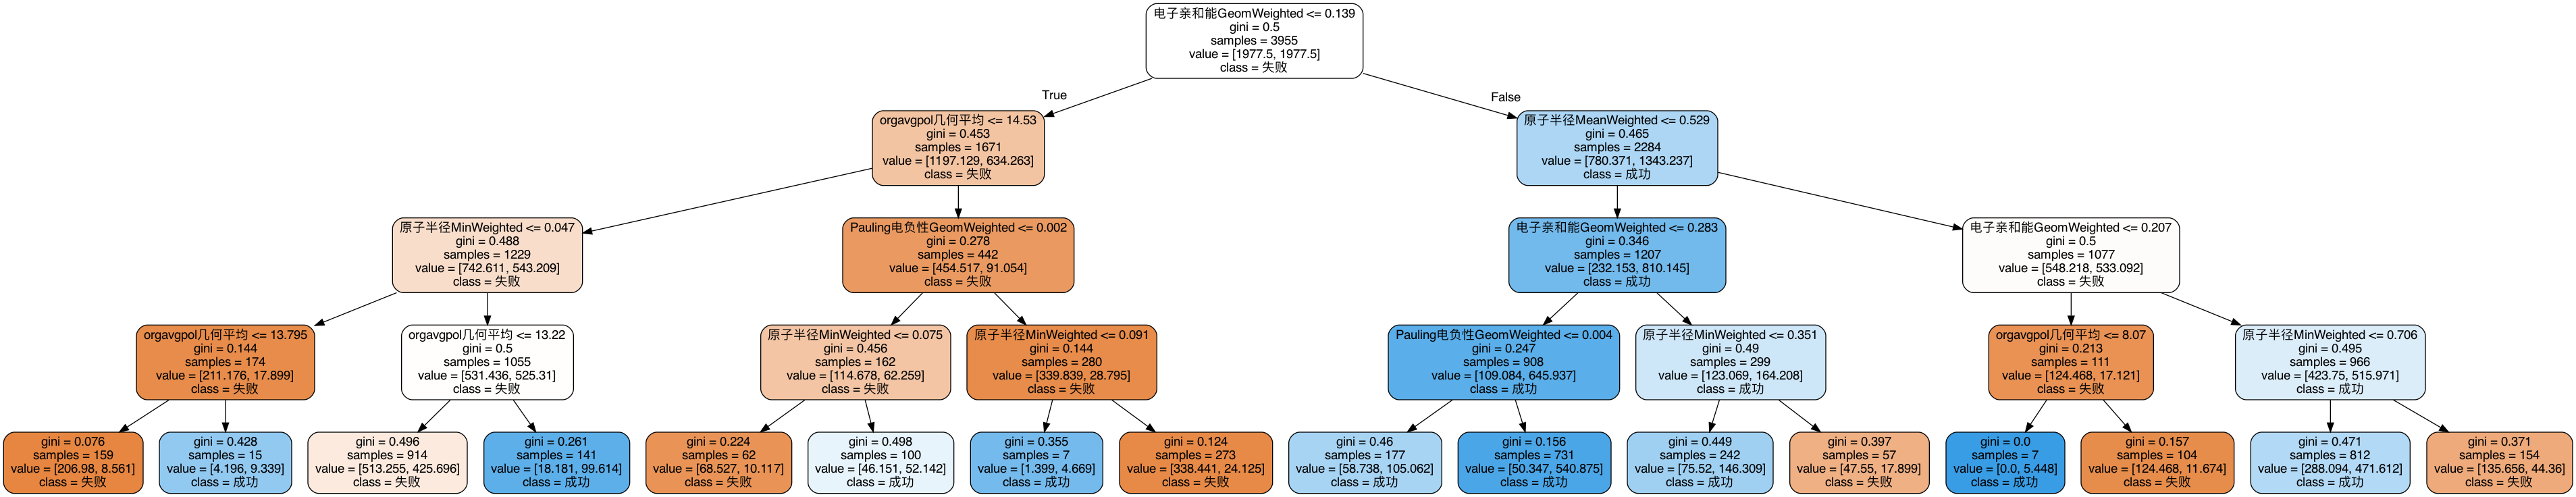 电子亲和能GeomWeighted <= 0.139
gini = 0.5
samples = 3955
value = [1977.5, 1977.5]
class = 失败
True
False
orgavgpol几何平均 <= 14.53
gini = 0.453
samples = 1671
value = [1197.129, 634.263]
class = 失败
原子半径MeanWeighted <= 0.529
gini = 0.465
samples = 2284
value = [780.371, 1343.237]
class = 成功
原子半径MinWeighted <= 0.047
gini = 0.488
samples = 1229
value = [742.611, 543.209]
class = 失败
Pauling电负性GeomWeighted <= 0.002
gini = 0.278
samples = 442
value = [454.517, 91.054]
class = 失败
电子亲和能GeomWeighted <= 0.283
gini = 0.346
samples = 1207
value = [232.153, 810.145]
class = 成功
电子亲和能GeomWeighted <= 0.207
gini = 0.5
samples = 1077
value = [548.218, 533.092]
class = 失败
orgavgpol几何平均 <= 13.795
gini = 0.144
samples = 174
value = [211.176, 17.899]
class = 失败
orgavgpol几何平均 <= 13.22
gini = 0.5
samples = 1055
value = [531.436, 525.31]
class = 失败
原子半径MinWeighted <= 0.075
gini = 0.456
samples = 162
value = [114.678, 62.259]
class = 失败
原子半径MinWeighted <= 0.091
gini = 0.144
samples = 280
value = [339.839, 28.795]
class = 失败
Pauling电负性GeomWeighted <= 0.004
gini = 0.247
samples = 908
value = [109.084, 645.937]
class = 成功
原子半径MinWeighted <= 0.351
gini = 0.49
samples = 299
value = [123.069, 164.208]
class = 成功
orgavgpol几何平均 <= 8.07
gini = 0.213
samples = 111
value = [124.468, 17.121]
class = 失败
原子半径MinWeighted <= 0.706
gini = 0.495
samples = 966
value = [423.75, 515.971]
class = 成功
gini = 0.076
samples = 159
value = [206.98, 8.561]
class = 失败
gini = 0.428
samples = 15
value = [4.196, 9.339]
class = 成功
gini = 0.496
samples = 914
value = [513.255, 425.696]
class = 失败
gini = 0.261
samples = 141
value = [18.181, 99.614]
class = 成功
gini = 0.224
samples = 62
value = [68.527, 10.117]
class = 失败
gini = 0.498
samples = 100
value = [46.151, 52.142]
class = 成功
gini = 0.355
samples = 7
value = [1.399, 4.669]
class = 成功
gini = 0.124
samples = 273
value = [338.441, 24.125]
class = 失败
gini = 0.46
samples = 177
value = [58.738, 105.062]
class = 成功
gini = 0.156
samples = 731
value = [50.347, 540.875]
class = 成功
gini = 0.449
samples = 242
value = [75.52, 146.309]
class = 成功
gini = 0.397
samples = 57
value = [47.55, 17.899]
class = 失败
gini = 0.0
samples = 7
value = [0.0, 5.448]
class = 成功
gini = 0.157
samples = 104
value = [124.468, 11.674]
class = 失败
gini = 0.471
samples = 812
value = [288.094, 471.612]
class = 成功
gini = 0.371
samples = 154
value = [135.656, 44.36]
class = 失败